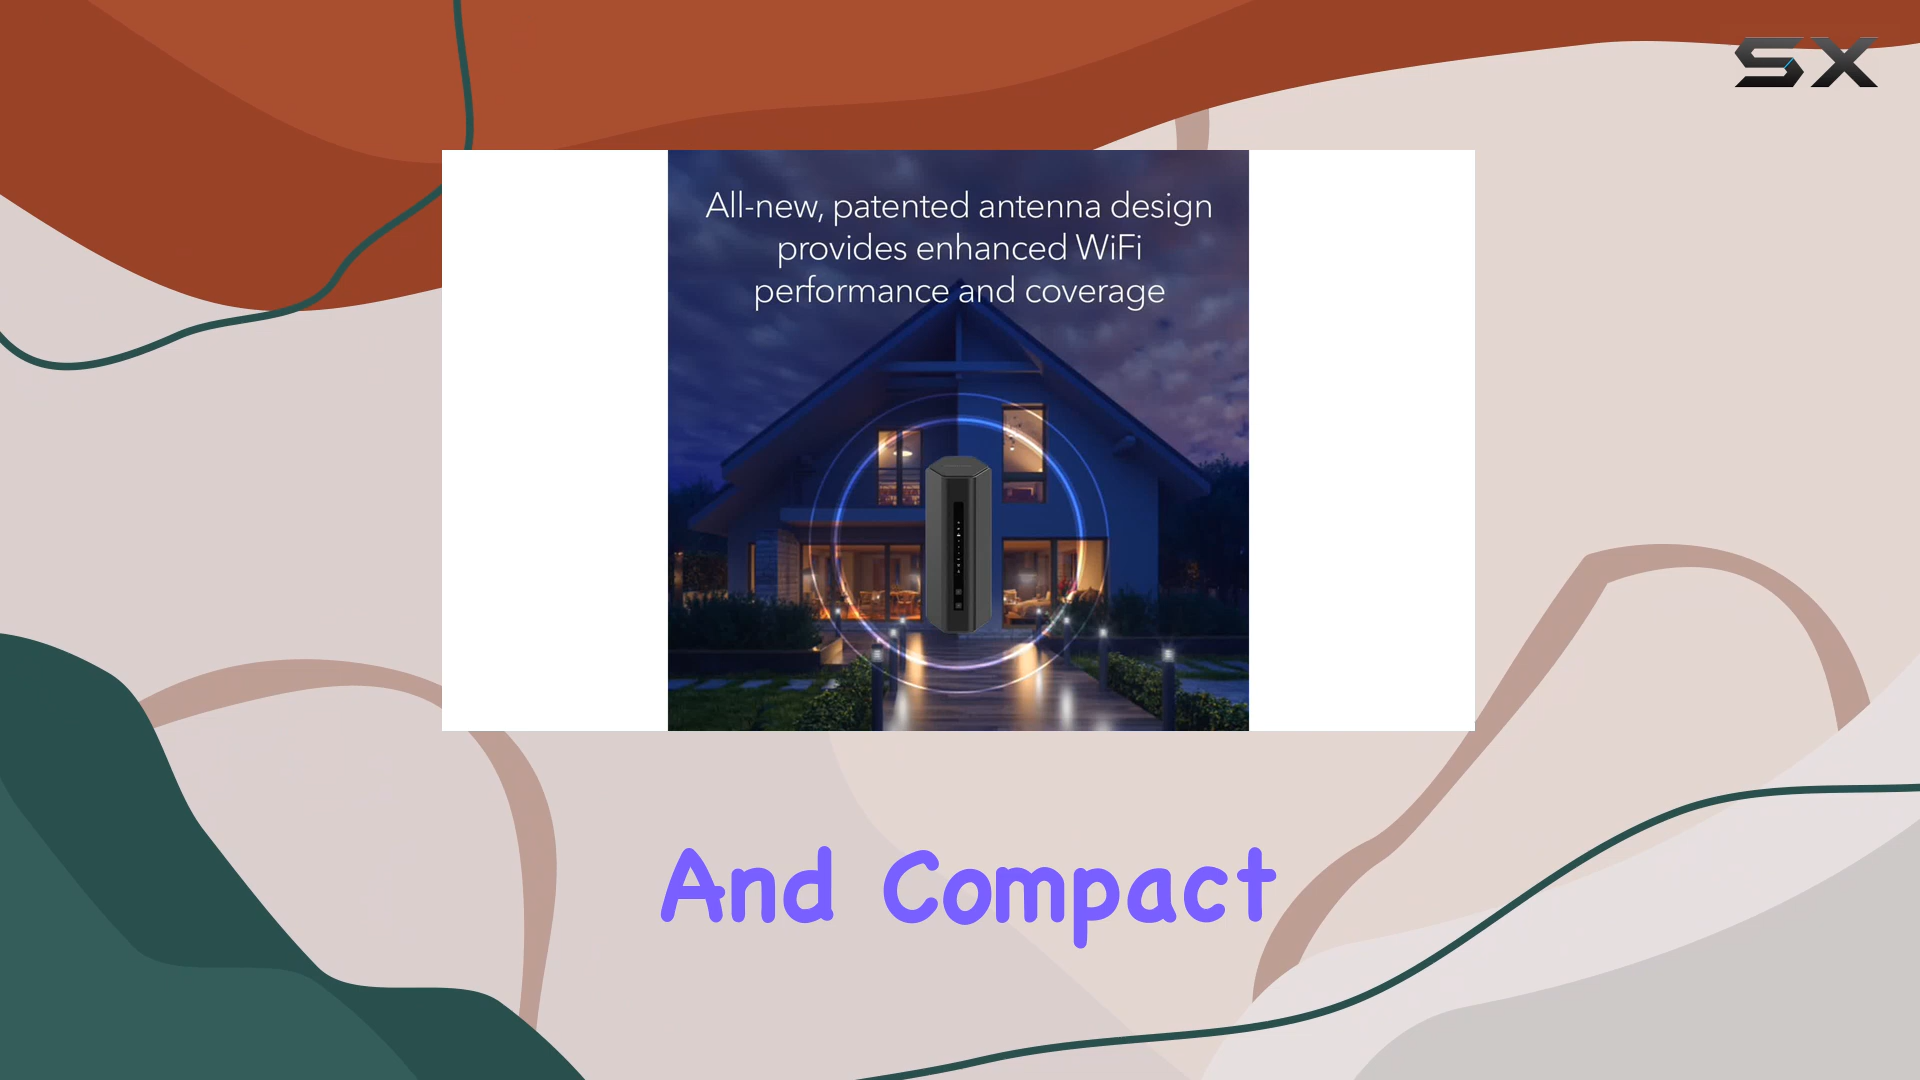 SX
All-new, patented antenna design
provides enhanced WiFi
performance and coverage
And Compact